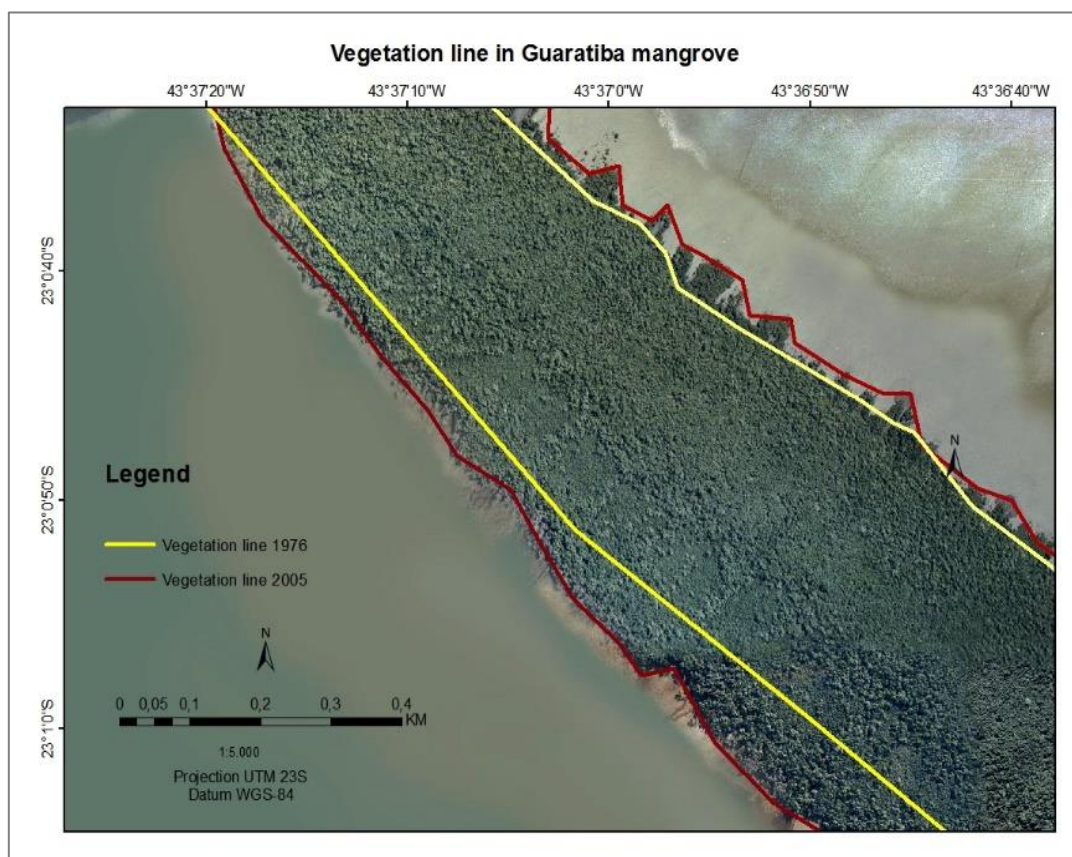 Vegetation line in Guaratiba mangrove
43°37'20"W 43°37'10"W 43°37'0"W 43°36'50"W 43°36'40"W
23°0'40"S
23°0'50"S
23°1'0"S
Legend
Vegetation line 1976
Vegetation line 2005
N
N
0 0,05 0,1 0,2 0,3 0,4
KM
1:5.000
Projection UTM 23S
Datum WGS-84